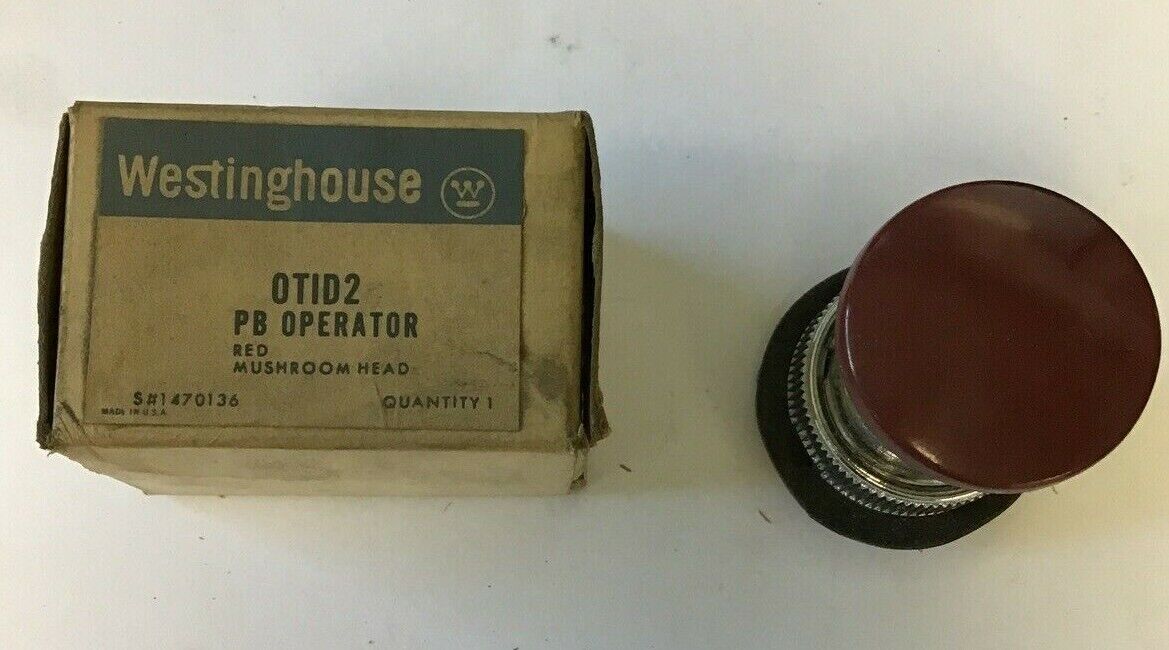 Westinghouse W
OTID2
PB OPERATOR
RED
MUSHROOM HEAD
S#1470136 QUANTITY 1
MADE IN U.S.A.